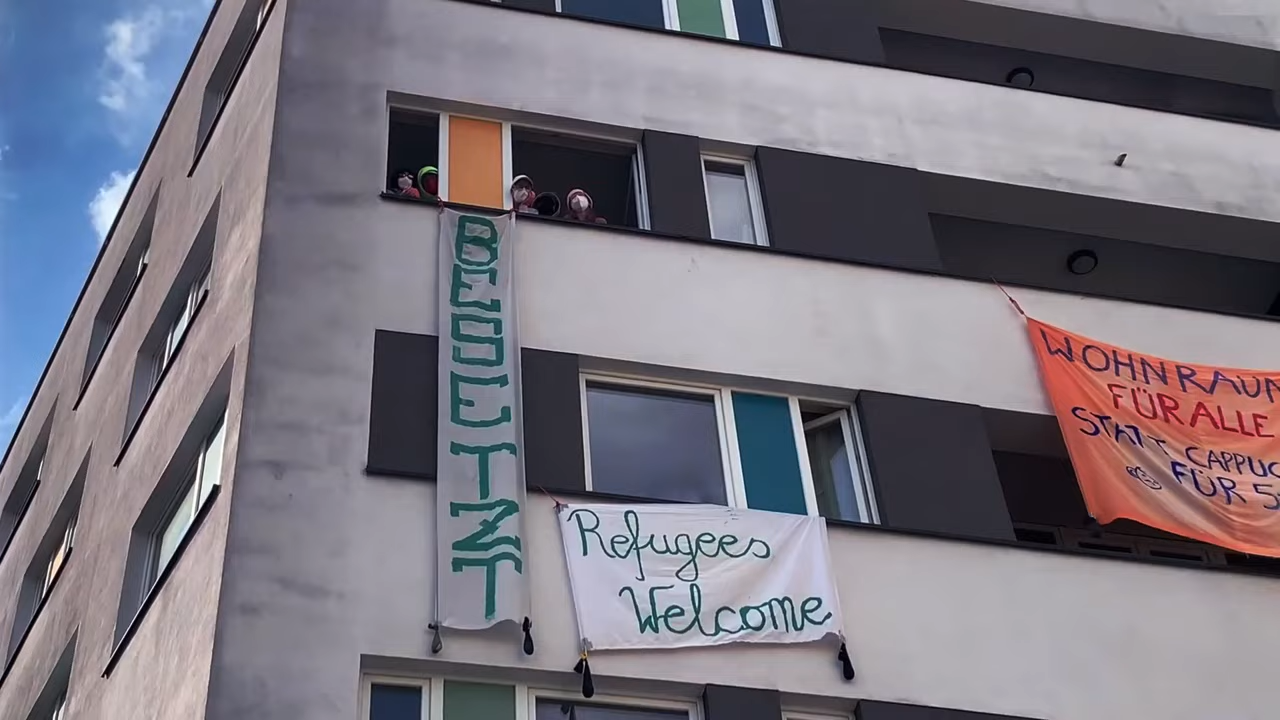 BESETZT
Refugees
Welcome
WOHNRAUM
FÜR ALLE
STATT CAPPUC
FÜR 5